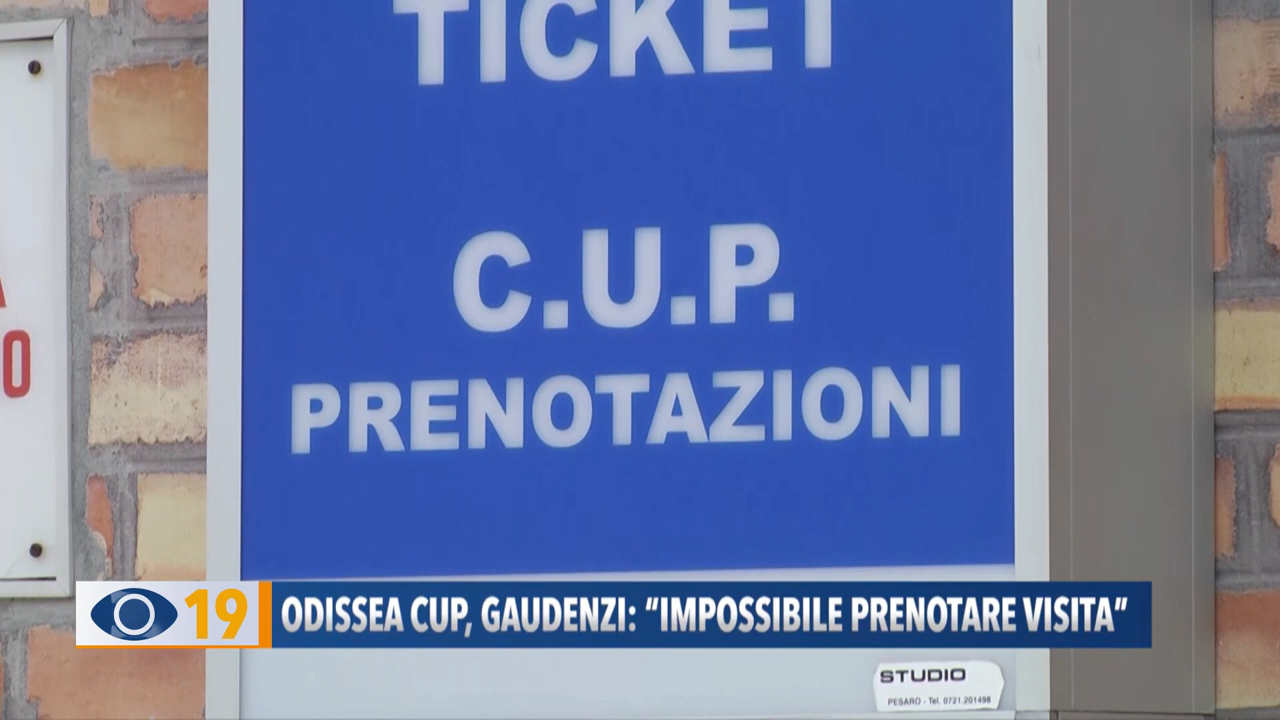 TICKET
C.U.P.
PRENOTAZIONI
O
19
ODISSEA CUP, GAUDENZI: “IMPOSSIBILE PRENOTARE VISITA”
STUDIO
PESARO - Tel. 0721.201498